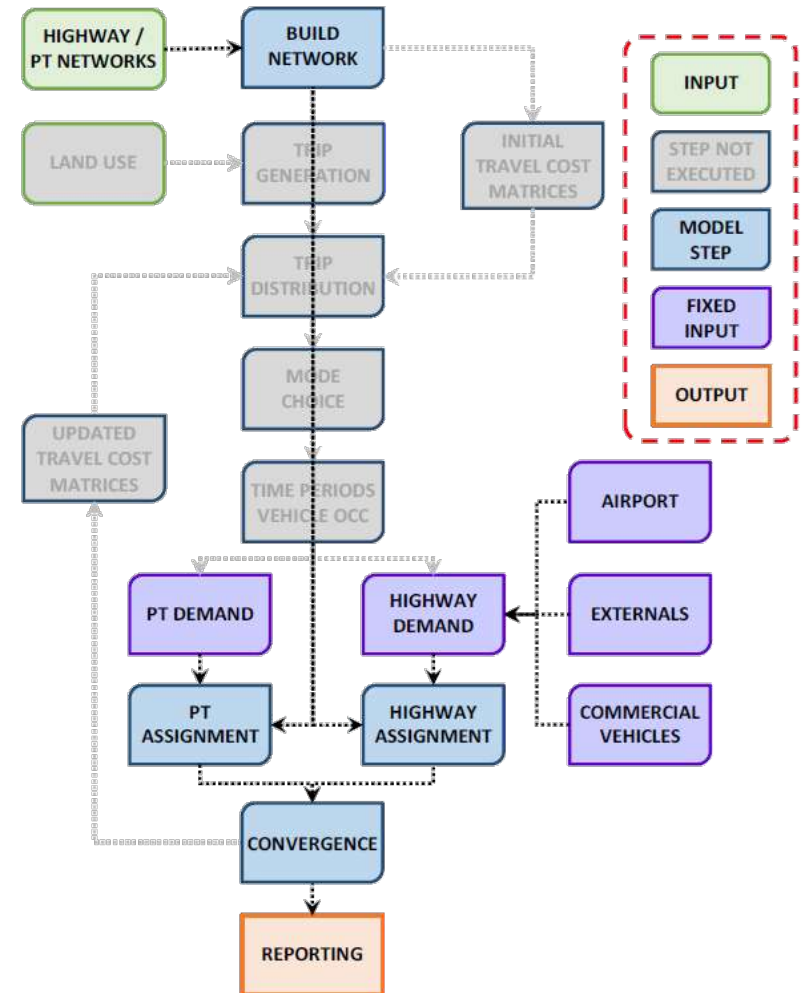 HIGHWAY /
PT NETWORKS
BUILD
NETWORK
LAND USE
TRIP
GENERATION
INITIAL
TRAVEL COST
MATRICES
TRIP
DISTRIBUTION
MODE
CHOICE
UPDATED
TRAVEL COST
MATRICES
TIME PERIODS
VEHICLE OCC
PT DEMAND
HIGHWAY
DEMAND
AIRPORT
EXTERNALS
COMMERCIAL
VEHICLES
PT
ASSIGNMENT
HIGHWAY
ASSIGNMENT
CONVERGENCE
REPORTING
INPUT
STEP NOT
EXECUTED
MODEL
STEP
FIXED
INPUT
OUTPUT